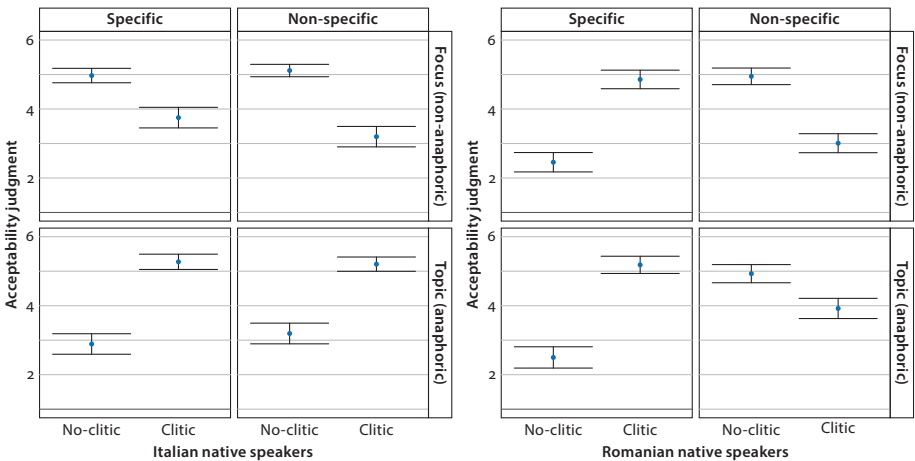 Specific Non-specific
6
4
2
Focus (non-anaphoric)
6
4
2
Topic (anaphoric)
Acceptability judgment
No-clitic Clitic No-clitic Clitic
Italian native speakers
Specific Non-specific
6
4
2
Focus (non-anaphoric)
6
4
2
Topic (anaphoric)
Acceptability judgment
No-clitic Clitic No-clitic Clitic
Romanian native speakers